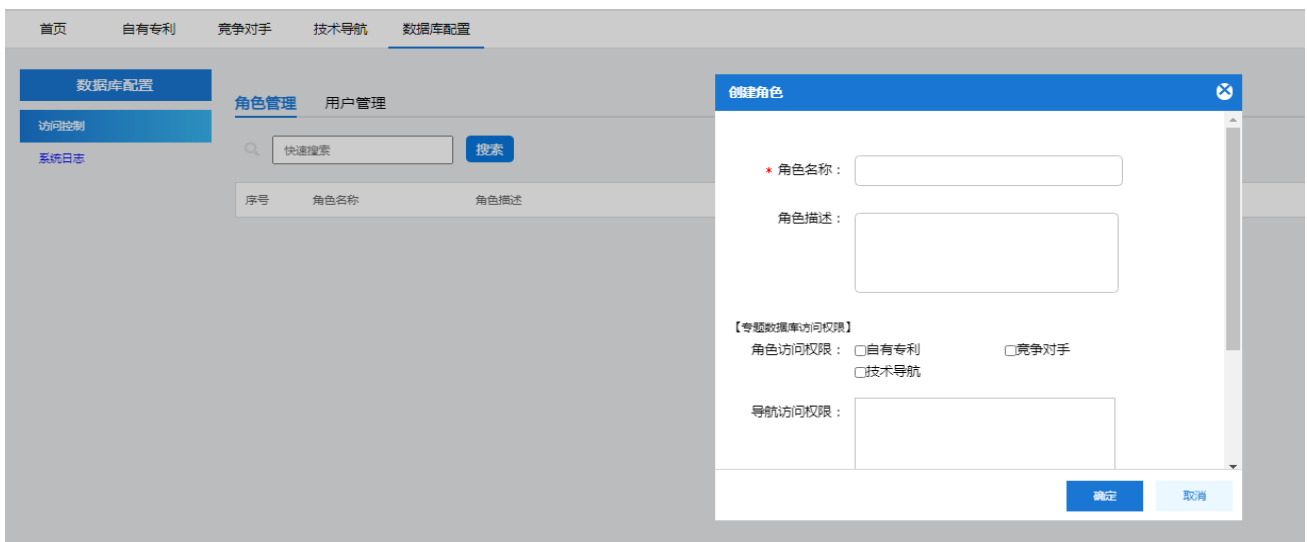 首页 自有专利 竞争对手 技术导航 数据库配置
数据库配置
访问控制
系统日志
角色管理 用户管理
快速搜索 搜索
序号 角色名称 角色描述
创建角色
* 角色名称：
角色描述：
【专题数据库访问权限】
角色访问权限： 自有专利 竞争对手
技术导航
导航访问权限：
确定 取消